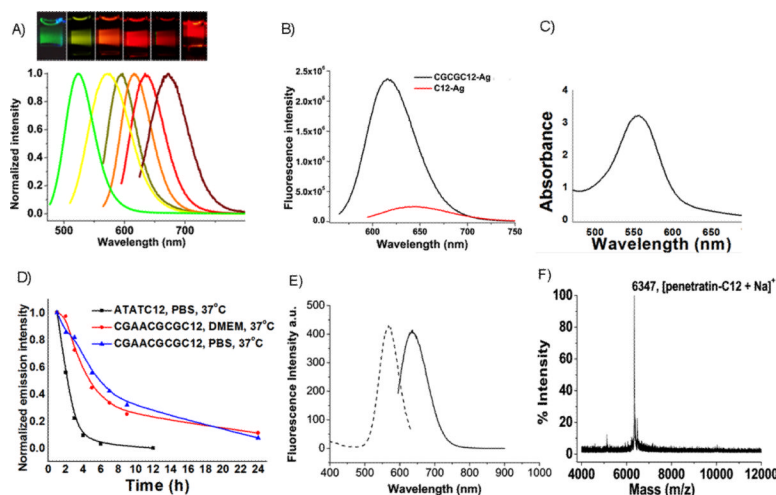 A)
1.0
0.8
0.6
0.4
0.2
0.0
Normalized intensity
500 600 700
Wavelength (nm)
B)
CGCGC12-Ag
C12-Ag
2.5x10⁶
2.0x10⁶
1.5x10⁶
1.0x10⁶
5.0x10⁵
0.0
Fluorescence intensity
600 650 700 750
Wavelength (nm)
C)
4
3
2
1
0
Absorbance
500 550 600 650
Wavelength (nm)
D)
ATATC12, PBS, 37°C
CGAACGCGC12, DMEM, 37°C
CGAACGCGC12, PBS, 37°C
1.0
0.8
0.6
0.4
0.2
0.0
Normalized emission intensity
0 2 4 6 8 10 12 14 16 18 20 22 24
Time (h)
E)
500
400
300
200
100
0
Fluorescence Intensity a.u.
400 500 600 700 800 900 1000
Wavelength (nm)
F)
6347, [penetratin-C12 + Na]⁺
100
80
60
40
20
0
% Intensity
4000 6000 8000 10000 12000
Mass (m/z)